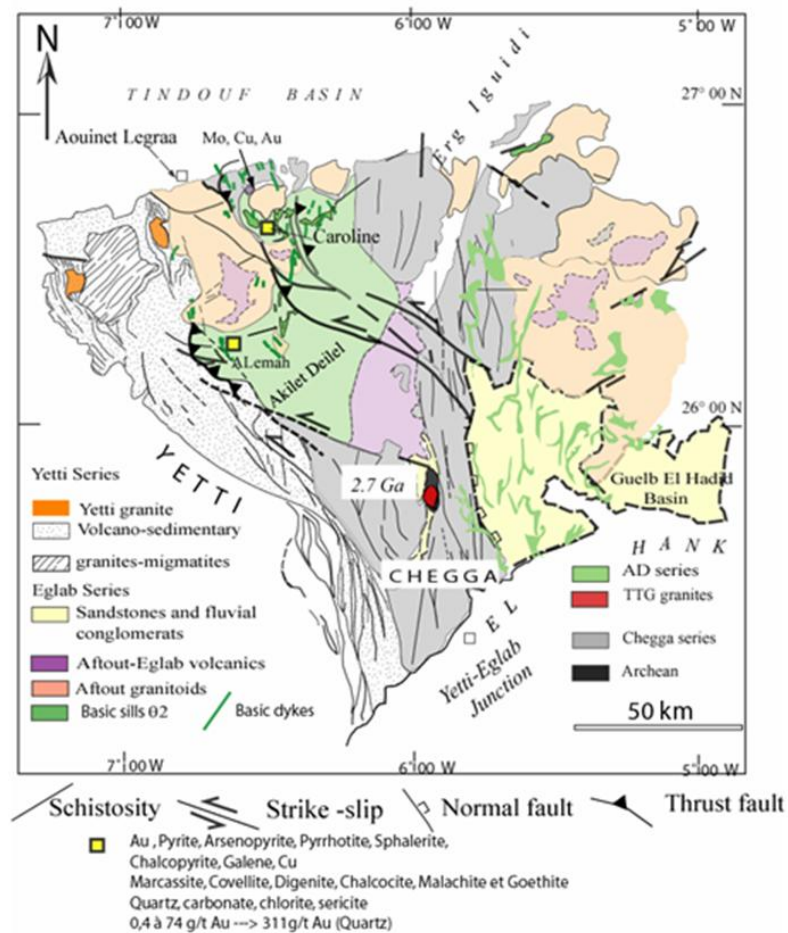 7°00 W
6°00 W
5°00 W
N
TINDOUF BASIN
Erg Iguidi
27° 00 N
Aouinet Legraa
Mo, Cu, Au
Caroline
Lemah
Akilet Deilel
26° 00 N
YETTI
2.7 Ga
Guelb El Hadid
Basin
Yetti Series
Yetti granite
Volcano-sedimentary
granites-migmatites
Eglab Series
Sandstones and fluvial
conglomerats
Aftout-Eglab volcanics
Aftout granitoids
Basic sills θ2
Basic dykes
CHEGGA
EL HANK
Yetti-Eglab
Junction
AD series
TTG granites
Chegga series
Archean
50 km
7°00 W
6°00 W
5°00 W
Schistosity
Strike -slip
Normal fault
Thrust fault
Au , Pyrite, Arsenopyrite, Pyrrhotite, Sphalerite,
Chalcopyrite, Galene, Cu
Marcassite, Covellite, Digenite, Chalcocite, Malachite et Goethite
Quartz, carbonate, chlorite, sericite
0,4 à 74 g/t Au ---> 311g/t Au (Quartz)